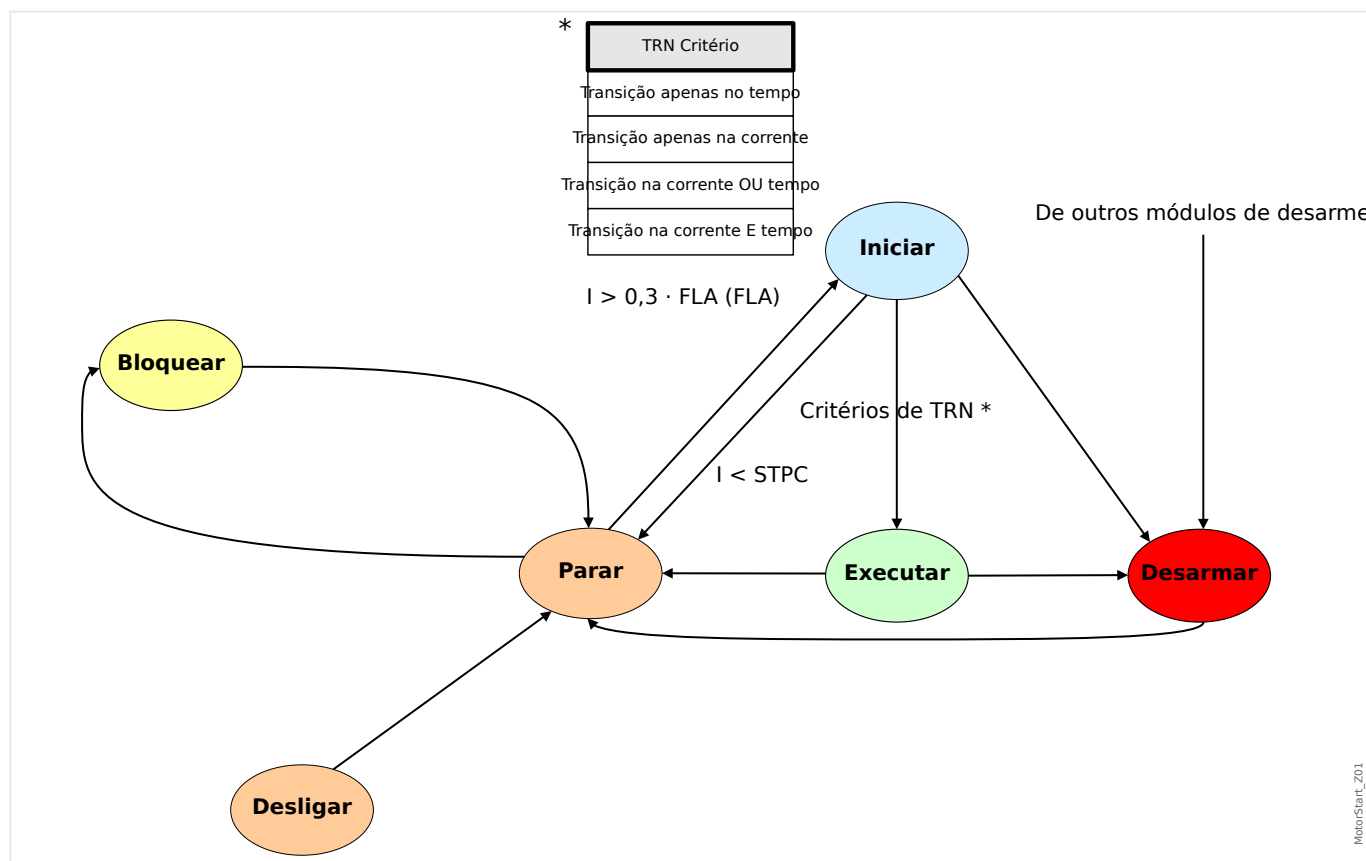 *
TRN Critério
Transição apenas no tempo
Transição apenas na corrente
Transição na corrente OU tempo
Transição na corrente E tempo
De outros módulos de desarme
Iniciar
I > 0,3 · FLA (FLA)
Bloquear
Critérios de TRN *
I < STPC
Parar
Executar
Desarmar
Desligar
MotorStart_Z01